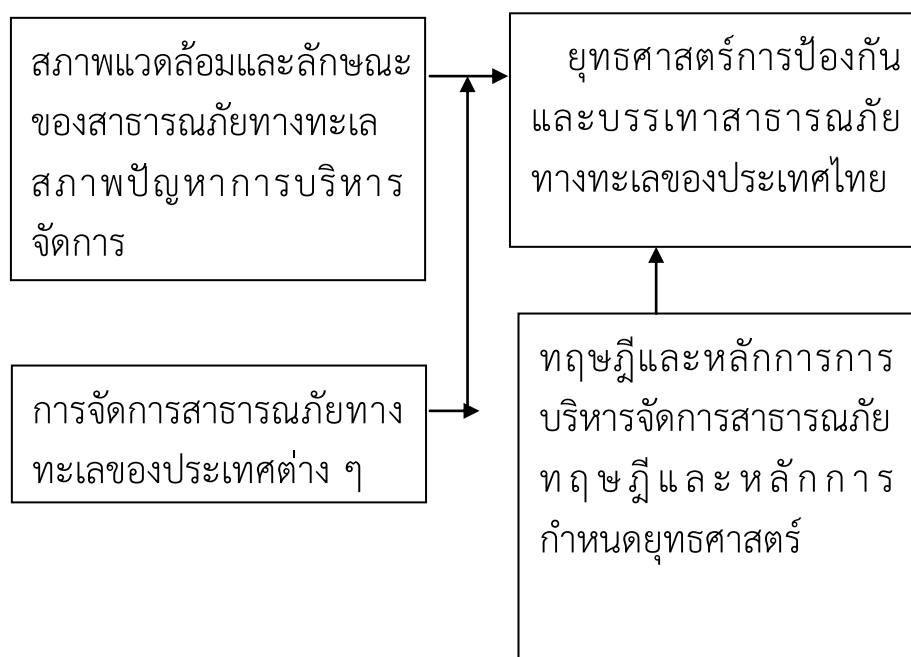 สภาพแวดล้อมและลักษณะ
ของสาธารณภัยทางทะเล
สภาพปัญหาการบริหาร
จัดการ
ยุทธศาสตร์การป้องกัน
และบรรเทาสาธารณภัย
ทางทะเลของประเทศไทย
การจัดการสาธารณภัยทาง
ทะเลของประเทศต่าง ๆ
ทฤษฎีและหลักการการ
บริหารจัดการสาธารณภัย
ทฤษฎีและหลักการ
กำหนดยุทธศาสตร์